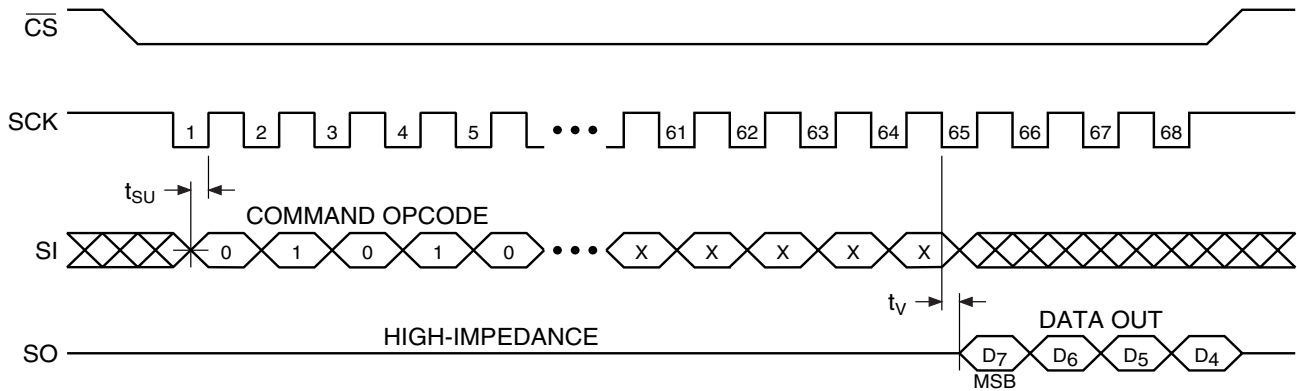 CS
SCK 1 2 3 4 5 ••• 61 62 63 64 65 66 67 68
tSU
COMMAND OPCODE
SI 0 1 0 1 0 ••• X X X X X
tV
HIGH-IMPEDANCE DATA OUT
SO D7 D6 D5 D4
MSB